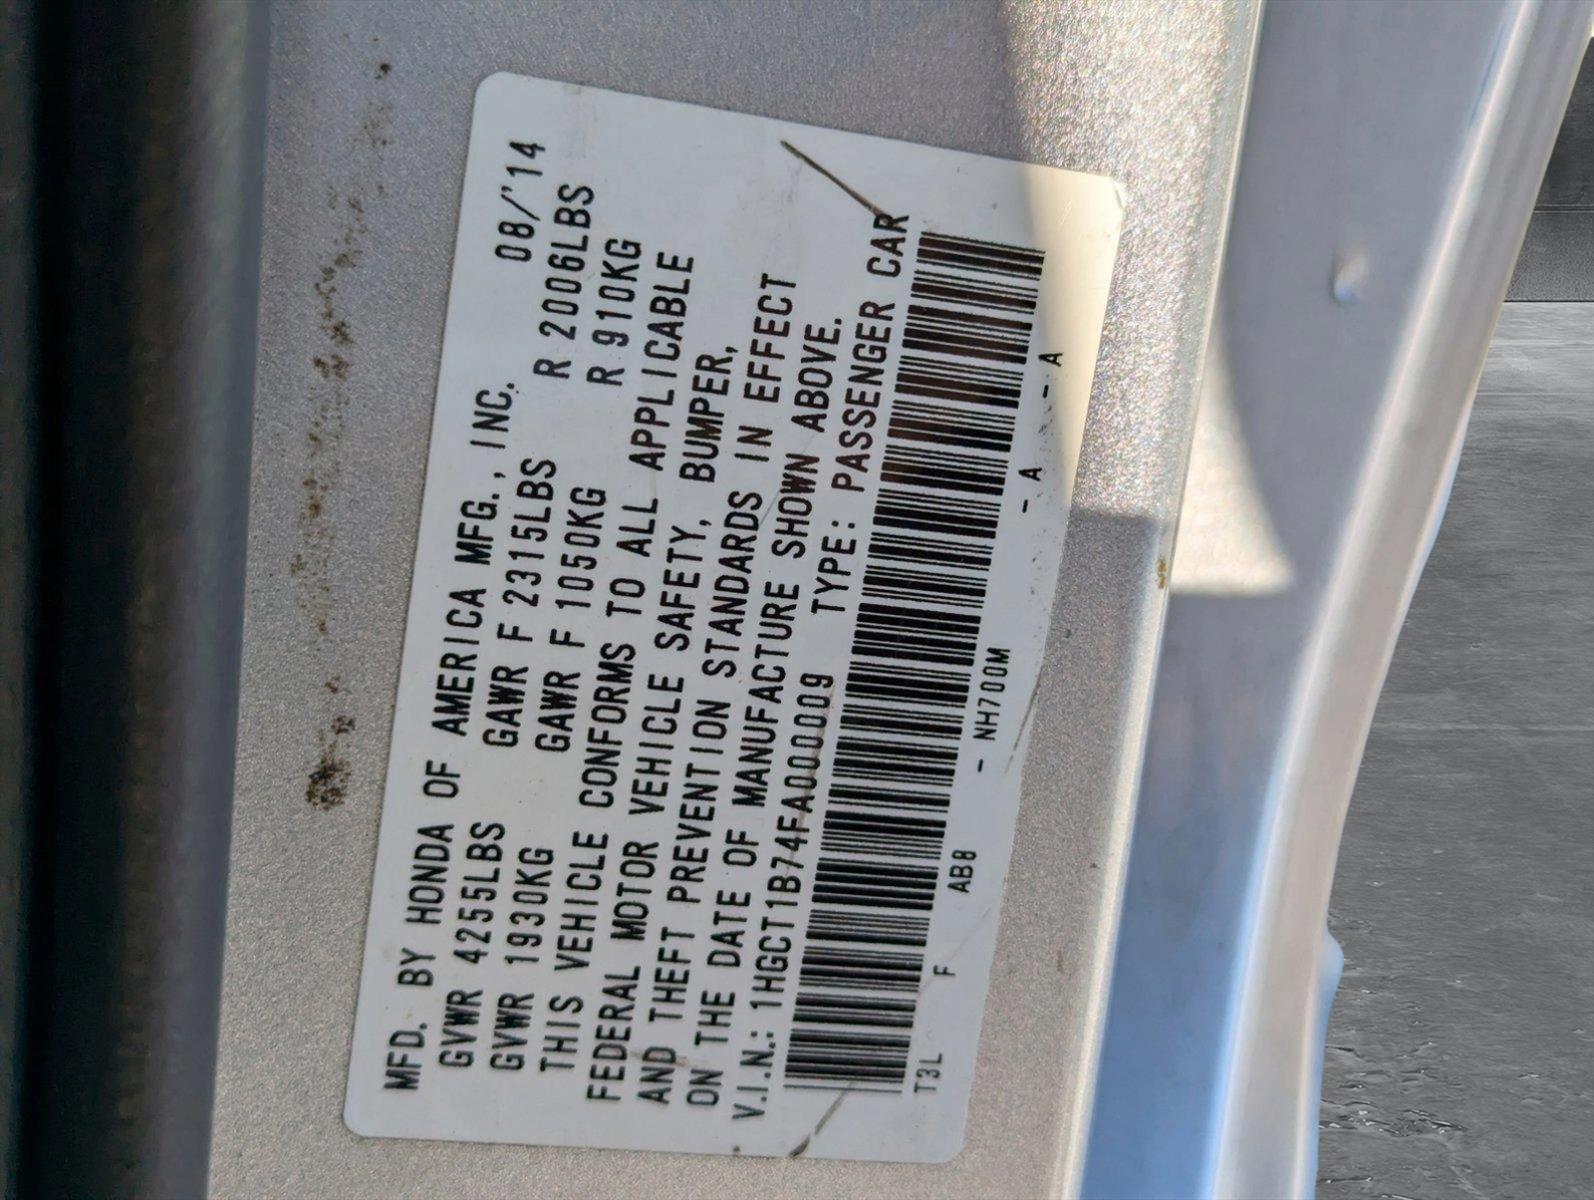 MFD. BY HONDA OF AMERICA MFG., INC. 08/'14
GVWR 4255LBS GAWR F 2315LBS R 2006LBS
GVWR 1930KG GAWR F 1050KG R 910KG
THIS VEHICLE CONFORMS TO ALL APPLICABLE
FEDERAL MOTOR VEHICLE SAFETY, BUMPER,
AND THEFT PREVENTION STANDARDS IN EFFECT
ON THE DATE OF MANUFACTURE SHOWN ABOVE.
V.I.N.: 1HGCT1B74FA000009 TYPE: PASSENGER CAR
T3L F AB8 - NH700M - A - - A